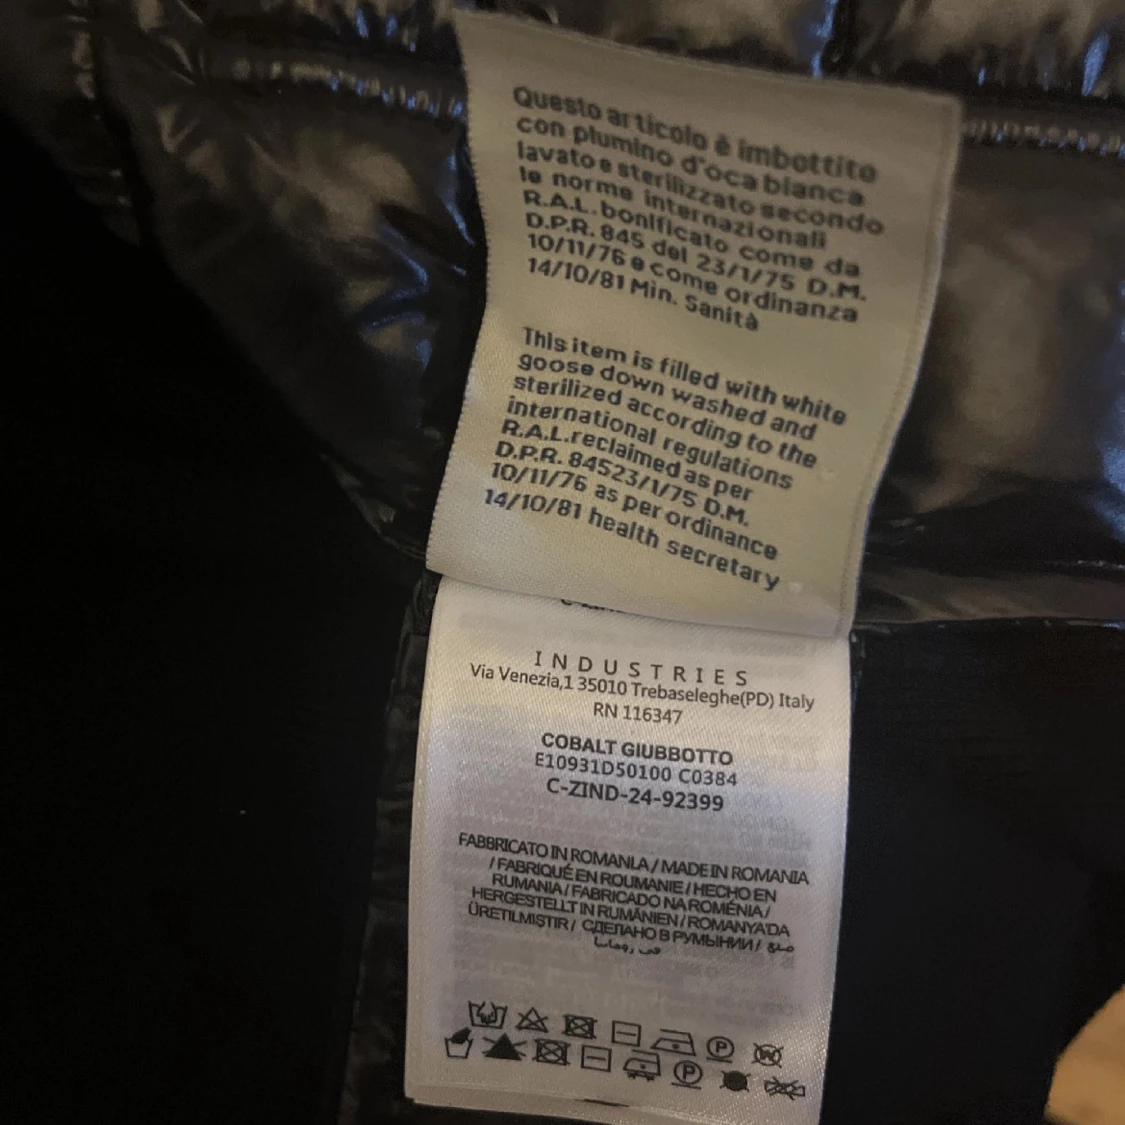 Questo articolo è imbottito
con plumino d'oca bianca
lavato e sterilizzato secondo
le norme internazionali
R.A.L. bonificato come da
D.P.R. 845 del 23/1/75 D.M.
10/11/76 e come ordinanza
14/10/81 Min. Sanità
This item is filled with white
goose down washed and
sterilized according to the
international regulations
R.A.L. reclaimed as per
D.P.R. 84523/1/75 D.M.
10/11/76 as per ordinance
14/10/81 health secretary
INDUSTRIES
Via Venezia,1 35010 Trebaseleghe(PD) Italy
RN 116347
COBALT GIUBBOTTO
E10931D50100 C0384
C-ZIND-24-92399
FABBRICATO IN ROMANLA / MADE IN ROMANIA
/ FABRIQUÉ EN ROUMANIE / HECHO EN
RUMANIA / FABRICADO NA ROMÉNIA /
HERGESTELLT IN RUMÄNIEN / ROMANYA'DA
ÜRETILMIŞTIR / СДЕЛАНО В РУМЫНИИ / صنع
في رومانيا
P
W
P